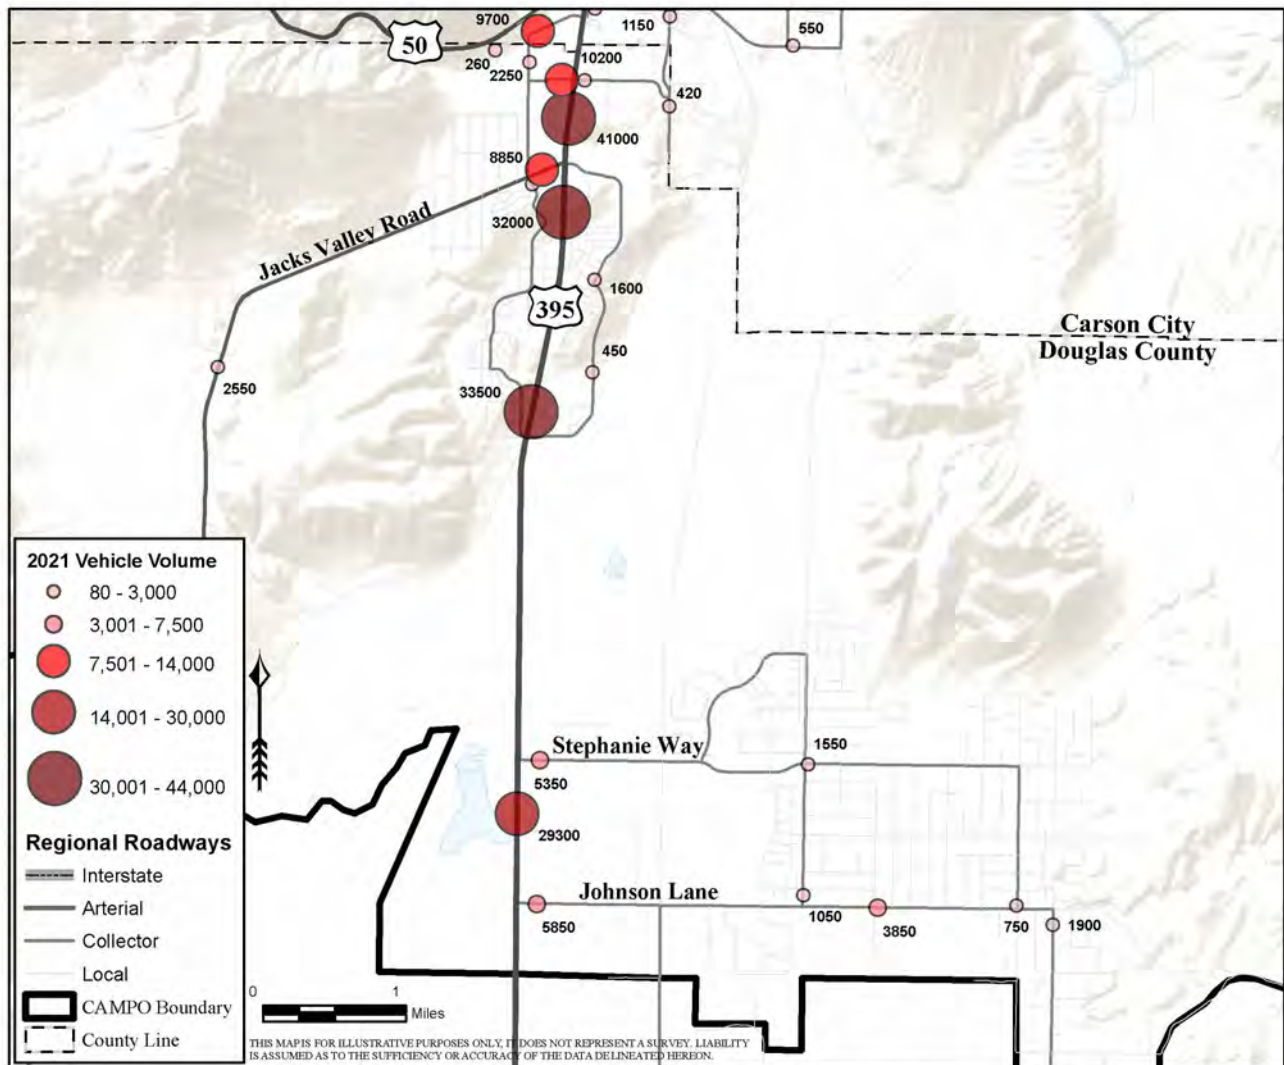 9700
1150
550
50
260
10200
2250
420
41000
8850
Jacks Valley Road
32000
1600
395
Carson City
Douglas County
450
2550
33500
2021 Vehicle Volume
80 - 3,000
3,001 - 7,500
7,501 - 14,000
14,001 - 30,000
30,001 - 44,000
Regional Roadways
Interstate
Arterial
Collector
Local
CAMPO Boundary
County Line
Stephanie Way
1550
5350
29300
Johnson Lane
5850
1050
3850
750
1900
0 1
Miles
THIS MAP IS FOR ILLUSTRATIVE PURPOSES ONLY, IT DOES NOT REPRESENT A SURVEY. LIABILITY
IS ASSUMED AS TO THE SUFFICIENCY OR ACCURACY OF THE DATA DELINEATED HEREON.